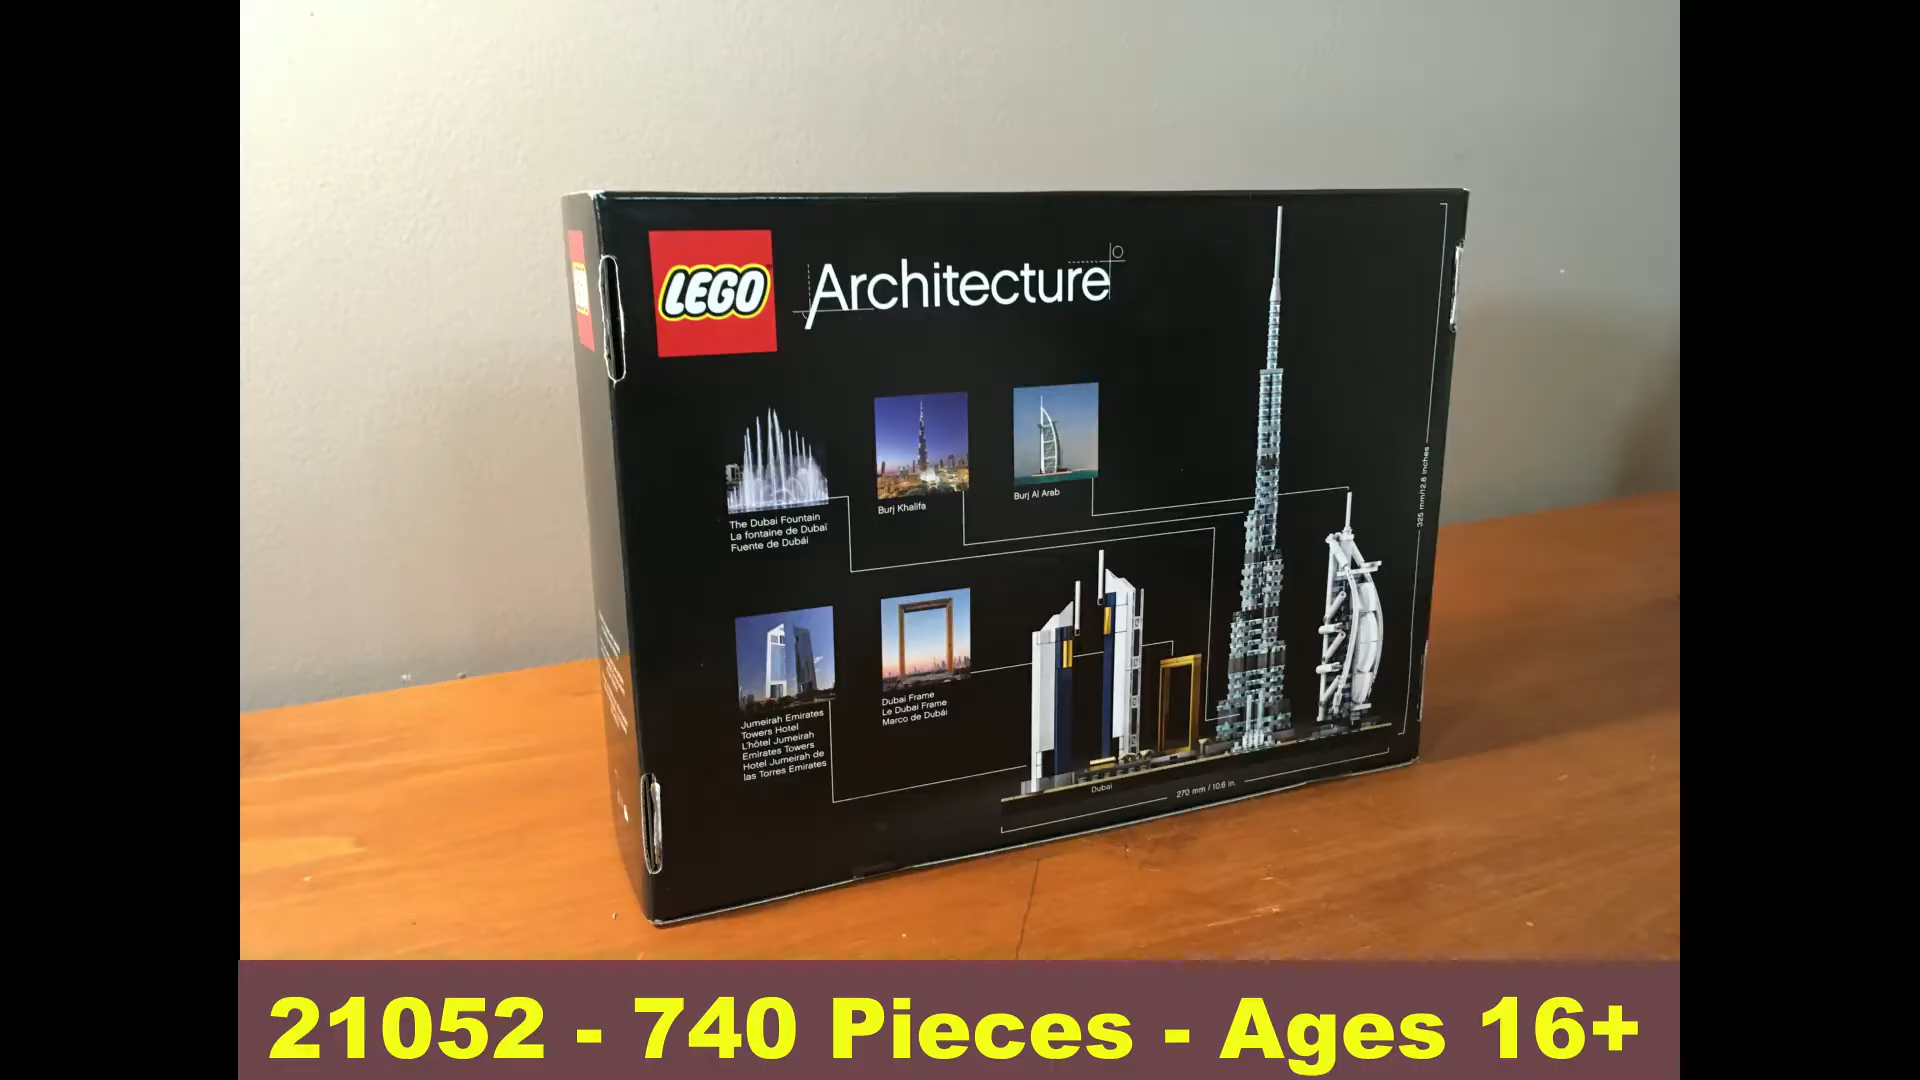 LEGO
Architecture
The Dubai Fountain
La fontaine de Dubaï
Fuente de Dubái
Burj Khalifa
Burj Al Arab
Jumeirah Emirates
Towers Hotel
L'hôtel Jumeirah
Emirates Towers
Hotel Jumeirah de
las Torres Emirates
Dubai Frame
Le Dubai Frame
Marco de Dubái
325 mm/12.8 inches
Dubai
270 mm / 10.6 in.
21052 - 740 Pieces - Ages 16+